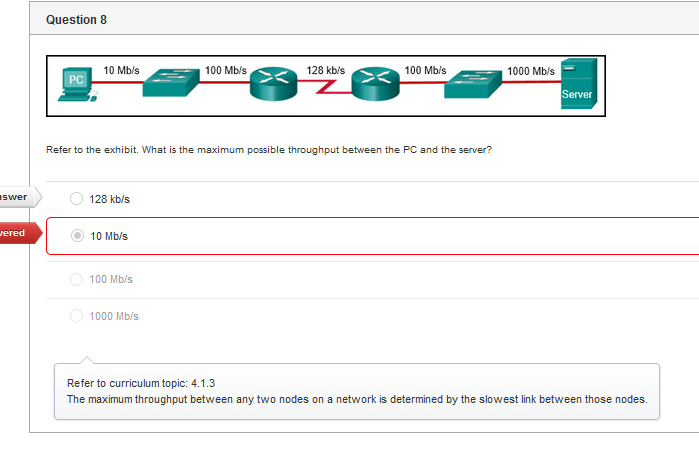 Question 8
10 Mb/s 100 Mb/s 128 kb/s 100 Mb/s 1000 Mb/s
PC
Server
Refer to the exhibit. What is the maximum possible throughput between the PC and the server?
swer
128 kb/s
vered
10 Mb/s
100 Mb/s
1000 Mb/s
Refer to curriculum topic: 4.1.3
The maximum throughput between any two nodes on a network is determined by the slowest link between those nodes.